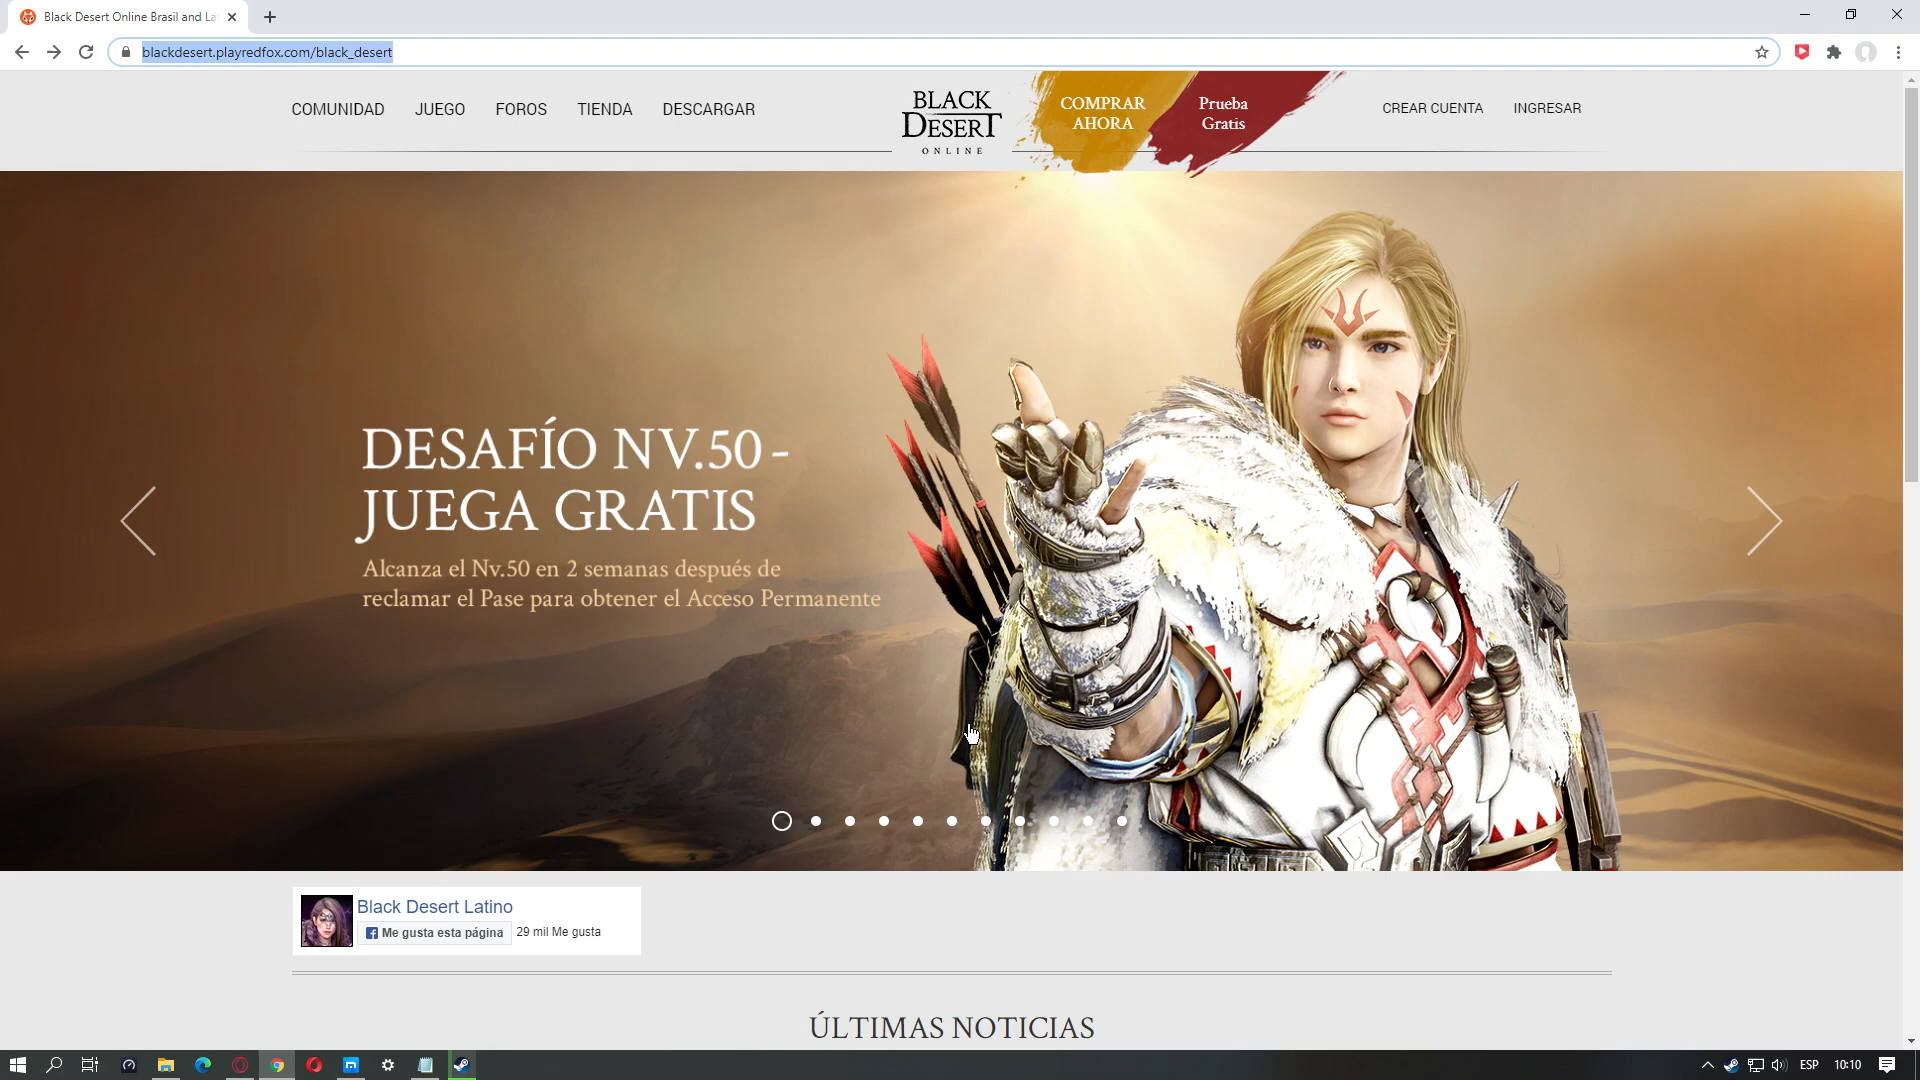 Black Desert Online Brasil and La
blackdesert.playredfox.com/black_desert
COMUNIDAD JUEGO FOROS TIENDA DESCARGAR
BLACK
DESERT
ONLINE
COMPRAR
AHORA
Prueba
Gratis
CREAR CUENTA INGRESAR
DESAFÍO NV.50 -
JUEGA GRATIS
Alcanza el Nv.50 en 2 semanas después de
reclamar el Pase para obtener el Acceso Permanente
Black Desert Latino
Me gusta esta página 29 mil Me gusta
ÚLTIMAS NOTICIAS
ESP 10:10